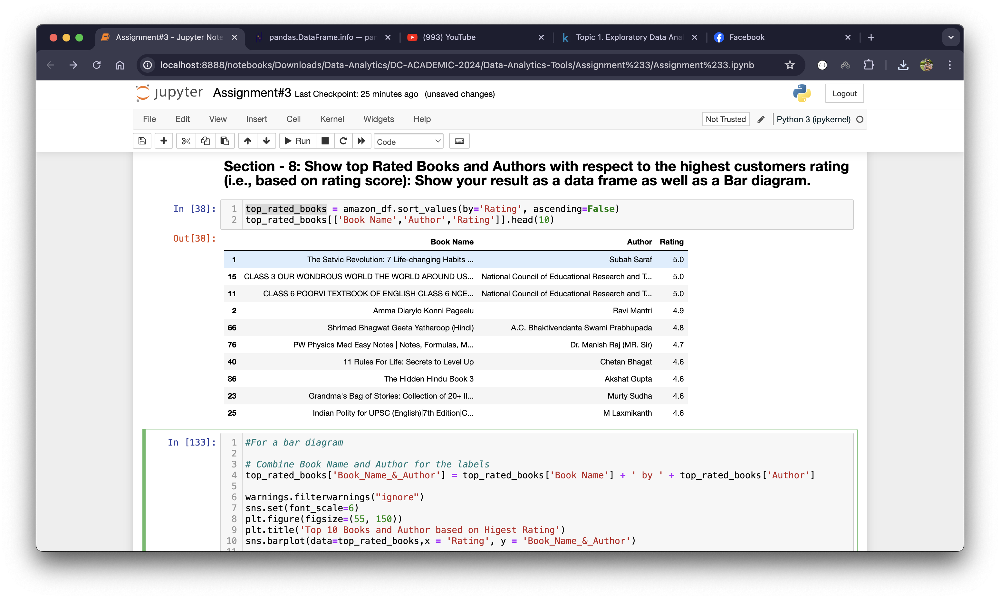 Assignment#3 - Jupyter Note
pandas.DataFrame.info — pan
(993) YouTube
Topic 1. Exploratory Data Anal
Facebook
localhost:8888/notebooks/Downloads/Data-Analytics/DC-ACADEMIC-2024/Data-Analytics-Tools/Assignment%233/Assignment%233.ipynb
jupyter Assignment#3 Last Checkpoint: 25 minutes ago (unsaved changes)
Logout
File Edit View Insert Cell Kernel Widgets Help
Not Trusted
Python 3 (ipykernel)
Run
Code
Section - 8: Show top Rated Books and Authors with respect to the highest customers rating
(i.e., based on rating score): Show your result as a data frame as well as a Bar diagram.
In [38]:
1 top_rated_books = amazon_df.sort_values(by='Rating', ascending=False)
2 top_rated_books[['Book Name','Author','Rating']].head(10)
Out[38]:
Book Name Author Rating
1 The Satvic Revolution: 7 Life-changing Habits ... Subah Saraf 5.0
15 CLASS 3 OUR WONDROUS WORLD THE WORLD AROUND US... National Council of Educational Research and T... 5.0
11 CLASS 6 POORVI TEXTBOOK OF ENGLISH CLASS 6 NCE... National Council of Educational Research and T... 5.0
2 Amma Diarylo Konni Pageelu Ravi Mantri 4.9
66 Shrimad Bhagwat Geeta Yatharoop (Hindi) A.C. Bhaktivendanta Swami Prabhupada 4.8
76 PW Physics Med Easy Notes | Notes, Formulas, M... Dr. Manish Raj (MR. Sir) 4.7
40 11 Rules For Life: Secrets to Level Up Chetan Bhagat 4.6
86 The Hidden Hindu Book 3 Akshat Gupta 4.6
23 Grandma's Bag of Stories: Collection of 20+ Il... Murty Sudha 4.6
25 Indian Polity for UPSC (English)|7th Edition|C... M Laxmikanth 4.6
In [133]:
1 #For a bar diagram
2
3 # Combine Book Name and Author for the labels
4 top_rated_books['Book_Name_&_Author'] = top_rated_books['Book Name'] + ' by ' + top_rated_books['Author']
5
6 warnings.filterwarnings("ignore")
7 sns.set(font_scale=6)
8 plt.figure(figsize=(55, 150))
9 plt.title('Top 10 Books and Author based on Higest Rating')
10 sns.barplot(data=top_rated_books,x = 'Rating', y = 'Book_Name_&_Author')
11